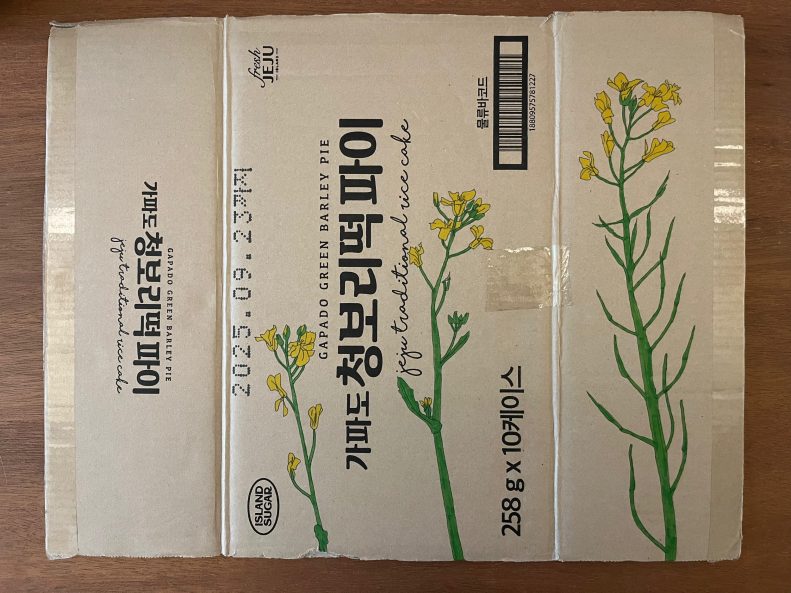 가파도 청보리떡파이
GAPADO GREEN BARLEY PIE
jeju traditional rice cake
fresh
JEJU
ISLAND
2025.09.23까지
GAPADO GREEN BARLEY PIE
가파도 청보리떡파이
jeju traditional rice cake
ISLAND
SUGAR
258 g x 10케이스
물류바코드
18809575781227